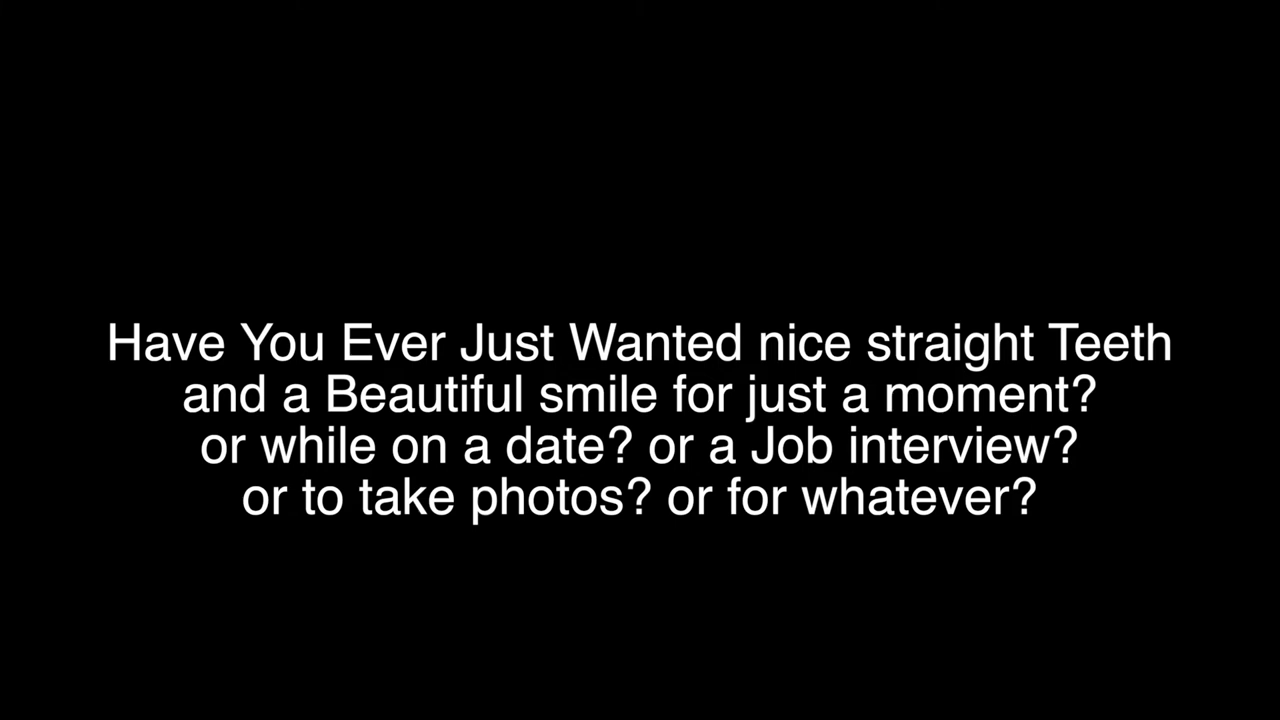 Have You Ever Just Wanted nice straight Teeth
and a Beautiful smile for just a moment?
or while on a date? or a Job interview?
or to take photos? or for whatever?